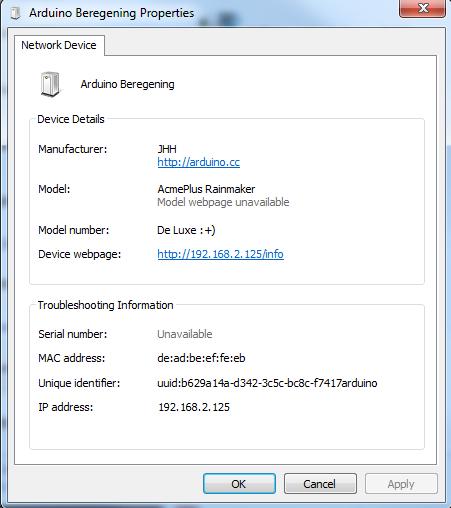 Arduino Beregening Properties
Network Device
Arduino Beregening
Device Details
Manufacturer: JHH
http://arduino.cc
Model: AcmePlus Rainmaker
Model webpage unavailable
Model number: De Luxe :+)
Device webpage: http://192.168.2.125/info
Troubleshooting Information
Serial number: Unavailable
MAC address: de:ad:be:ef:fe:eb
Unique identifier: uuid:b629a14a-d342-3c5c-bc8c-f7417arduino
IP address: 192.168.2.125
OK Cancel Apply